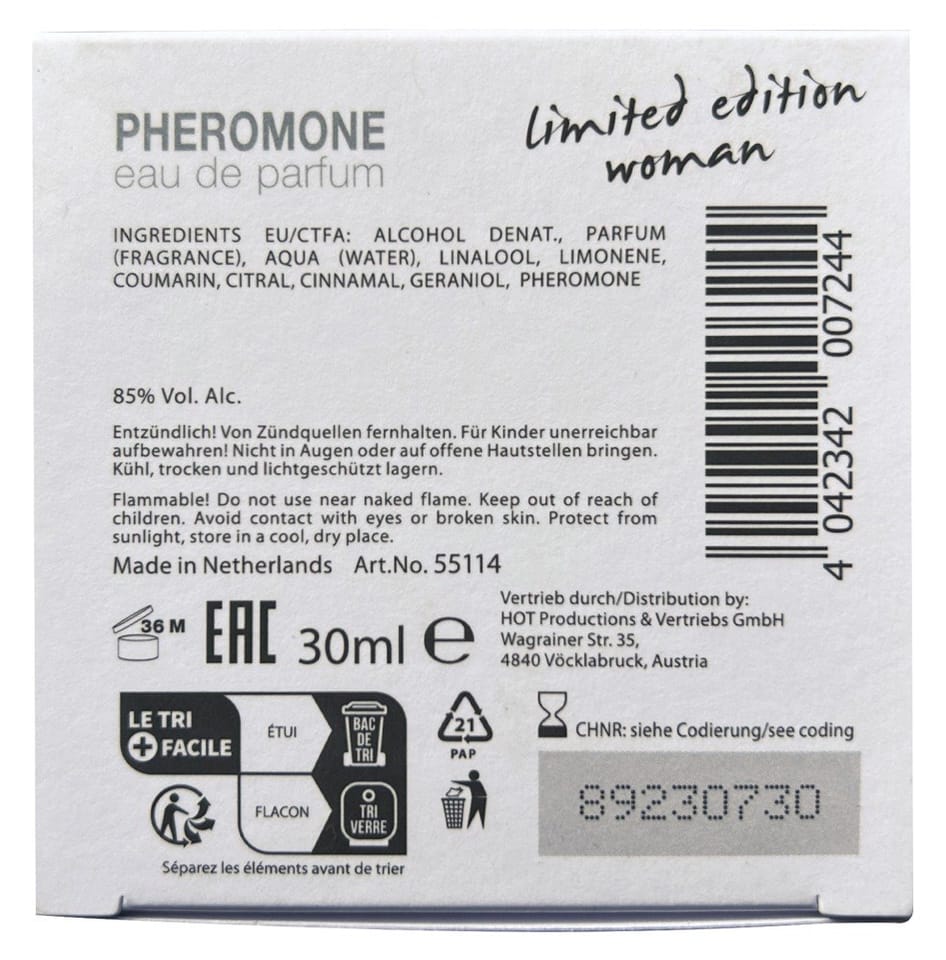 PHEROMONE
eau de parfum
limited edition
woman
INGREDIENTS EU/CTFA: ALCOHOL DENAT., PARFUM
(FRAGRANCE), AQUA (WATER), LINALOOL, LIMONENE,
COUMARIN, CITRAL, CINNAMAL, GERANIOL, PHEROMONE
4 042342 007244
85% Vol. Alc.
Entzündlich! Von Zündquellen fernhalten. Für Kinder unerreichbar
aufbewahren! Nicht in Augen oder auf offene Hautstellen bringen.
Kühl, trocken und lichtgeschützt lagern.
Flammable! Do not use near naked flame. Keep out of reach of
children. Avoid contact with eyes or broken skin. Protect from
sunlight, store in a cool, dry place.
Made in Netherlands Art.No. 55114
36 M
EAC
30ml e
Vertrieb durch/Distribution by:
HOT Productions & Vertriebs GmbH
Wagrainer Str. 35,
4840 Vöcklabruck, Austria
LE TRI
+ FACILE
ÉTUI
BAC
DE
TRI
FLACON
TRI
VERRE
Séparez les éléments avant de trier
21
PAP
CHNR: siehe Codierung/see coding
89230730